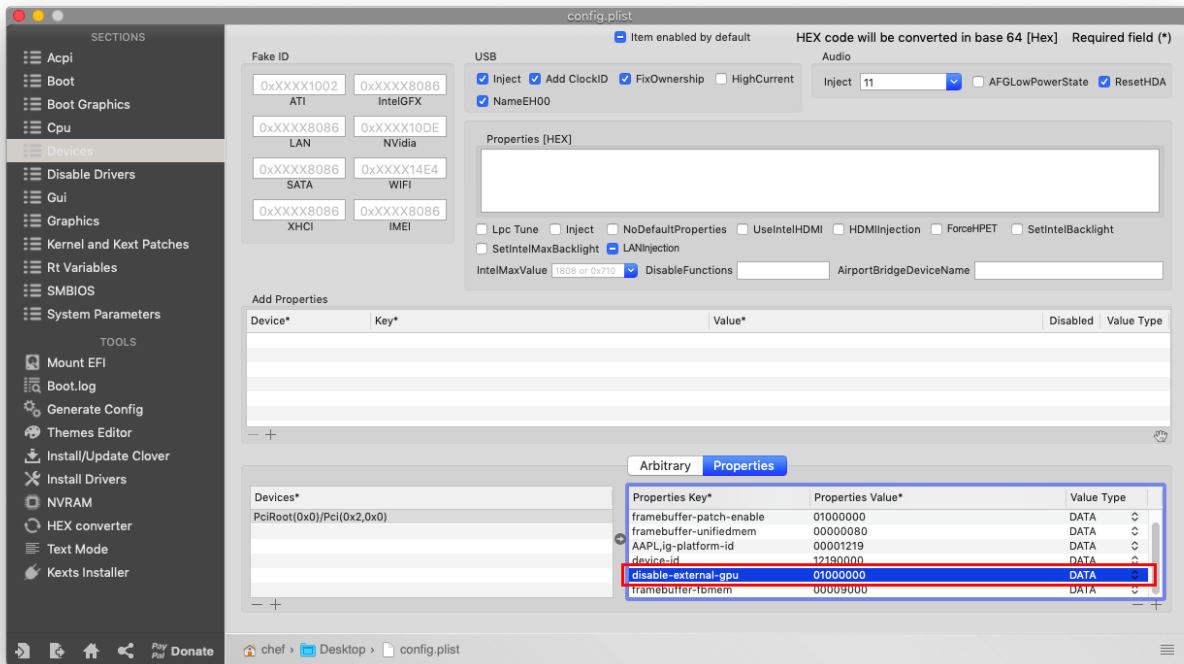 config.plist
SECTIONS
Acpi
Boot
Boot Graphics
Cpu
Devices
Disable Drivers
Gui
Graphics
Kernel and Kext Patches
Rt Variables
SMBIOS
System Parameters
TOOLS
Mount EFI
Boot.log
Generate Config
Themes Editor
Install/Update Clover
Install Drivers
NVRAM
HEX converter
Text Mode
Kexts Installer
Pay Pal Donate
Item enabled by default HEX code will be converted in base 64 [Hex] Required field (*)
Fake ID
0xXXXX1002 0xXXXX8086
ATI IntelGFX
0xXXXX8086 0xXXXX10DE
LAN NVidia
0xXXXX8086 0xXXXX14E4
SATA WIFI
0xXXXX8086 0xXXXX8086
XHCI IMEI
USB
Inject Add ClockID FixOwnership HighCurrent
NameEH00
Audio
Inject 11 AFGLowPowerState ResetHDA
Properties [HEX]
Lpc Tune Inject NoDefaultProperties UseIntelHDMI HDMIInjection ForceHPET SetIntelBacklight
SetIntelMaxBacklight LANInjection
IntelMaxValue 1808 or 0x710 DisableFunctions AirportBridgeDeviceName
Add Properties
Device* Key* Value* Disabled Value Type
Arbitrary Properties
Devices*
PciRoot(0x0)/Pci(0x2,0x0)
Properties Key* Properties Value* Value Type
framebuffer-patch-enable 01000000 DATA
framebuffer-unifiedmem 00000080 DATA
AAPL,ig-platform-id 00001219 DATA
device-id 12190000 DATA
disable-external-gpu 01000000 DATA
framebuffer-fbmem 00009000 DATA
chef › Desktop › config.plist